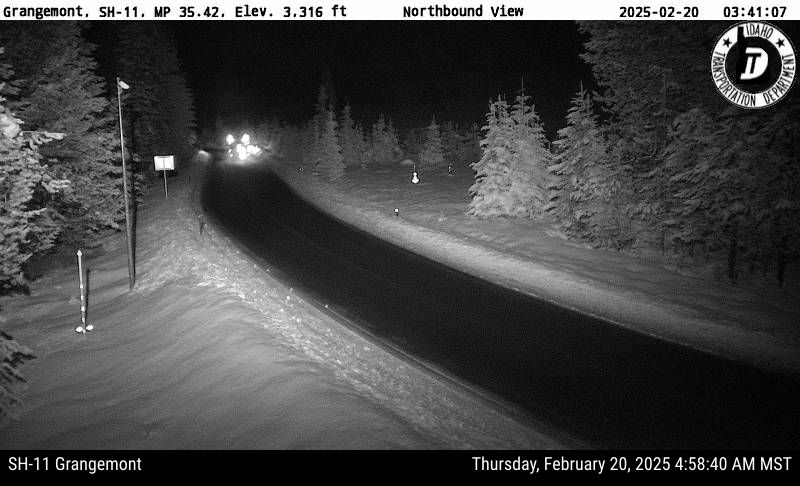 Grangemont, SH-11, MP 35.42, Elev. 3,316 ft Northbound View 2025-02-20 03:41:07
IDAHO
TRANSPORTATION DEPARTMENT
SH-11 Grangemont Thursday, February 20, 2025 4:58:40 AM MST